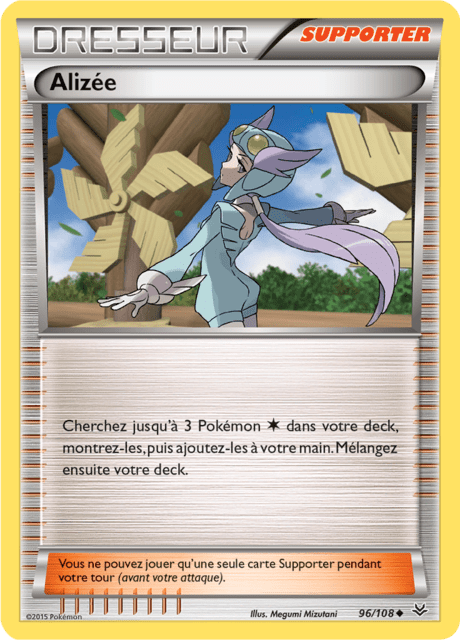 DRESSEUR SUPPORTER
Alizée
Cherchez jusqu'à 3 Pokémon dans votre deck,
montrez-les, puis ajoutez-les à votre main. Mélangez
ensuite votre deck.
Vous ne pouvez jouer qu'une seule carte Supporter pendant
votre tour (avant votre attaque).
©2015 Pokémon Illus. Megumi Mizutani 96/108